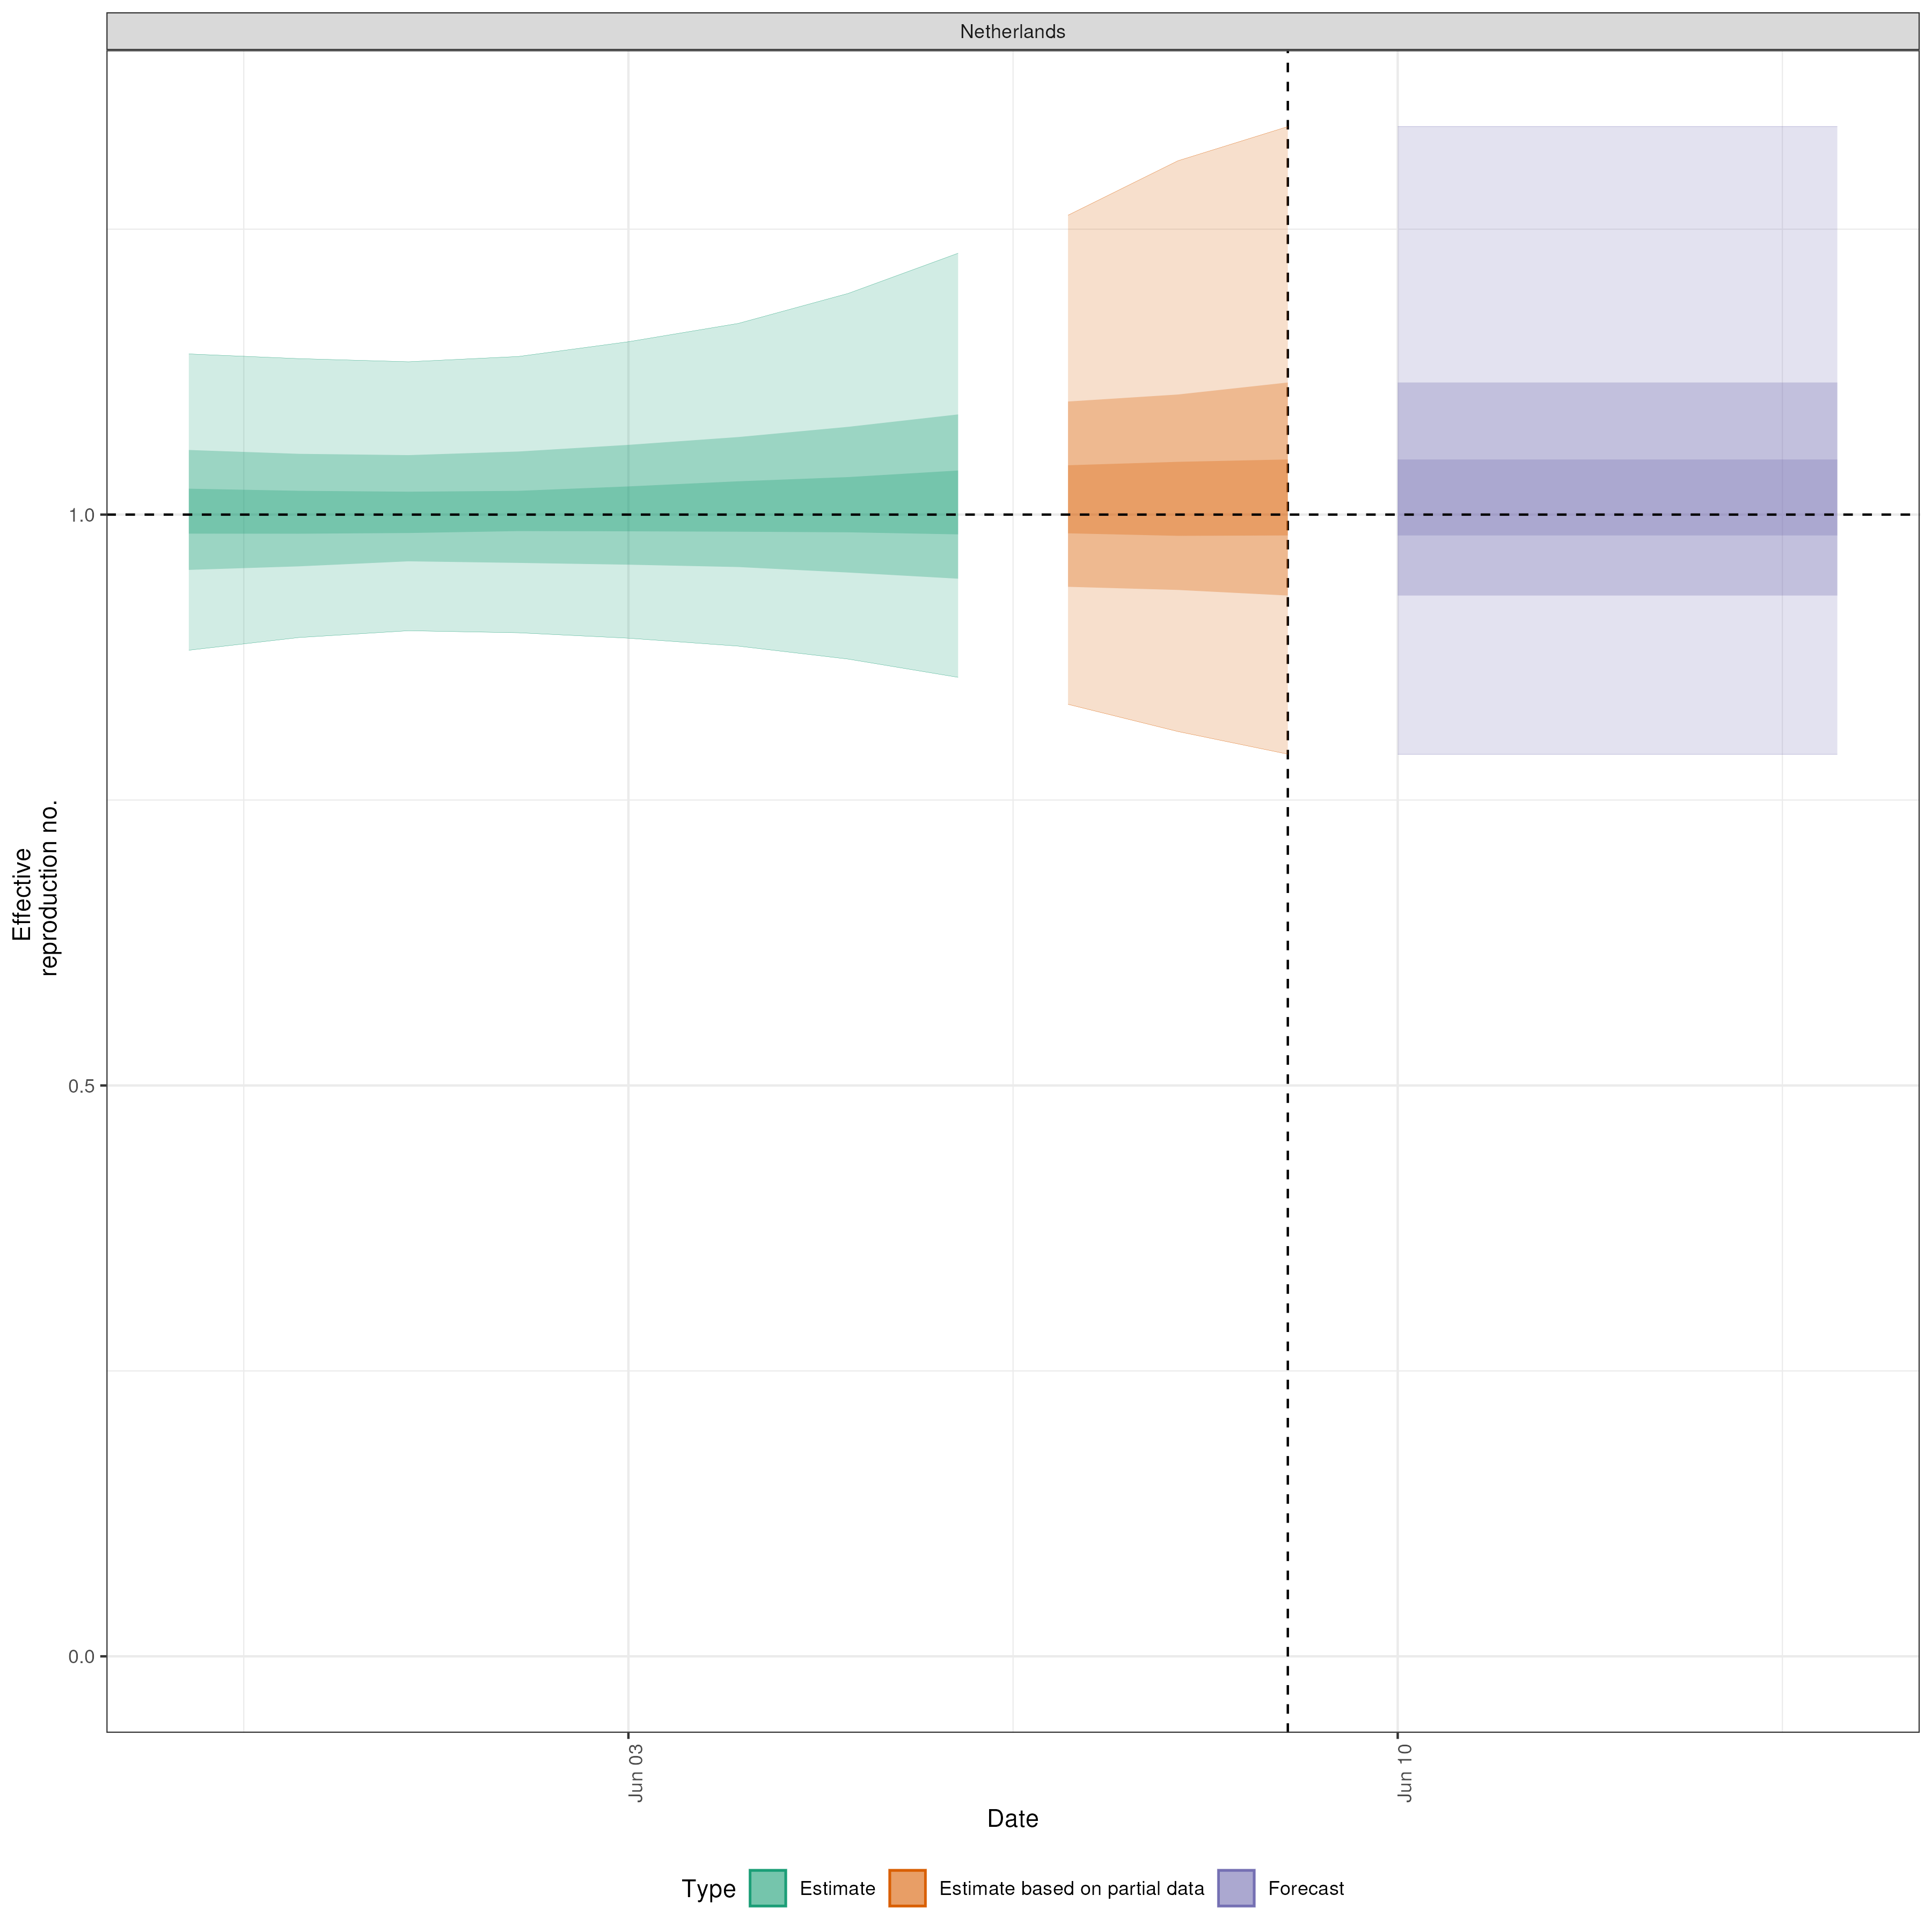 Netherlands
1.0
0.5
0.0
Effective
reproduction no.
Jun 03
Jun 10
Date
Type
Estimate
Estimate based on partial data
Forecast